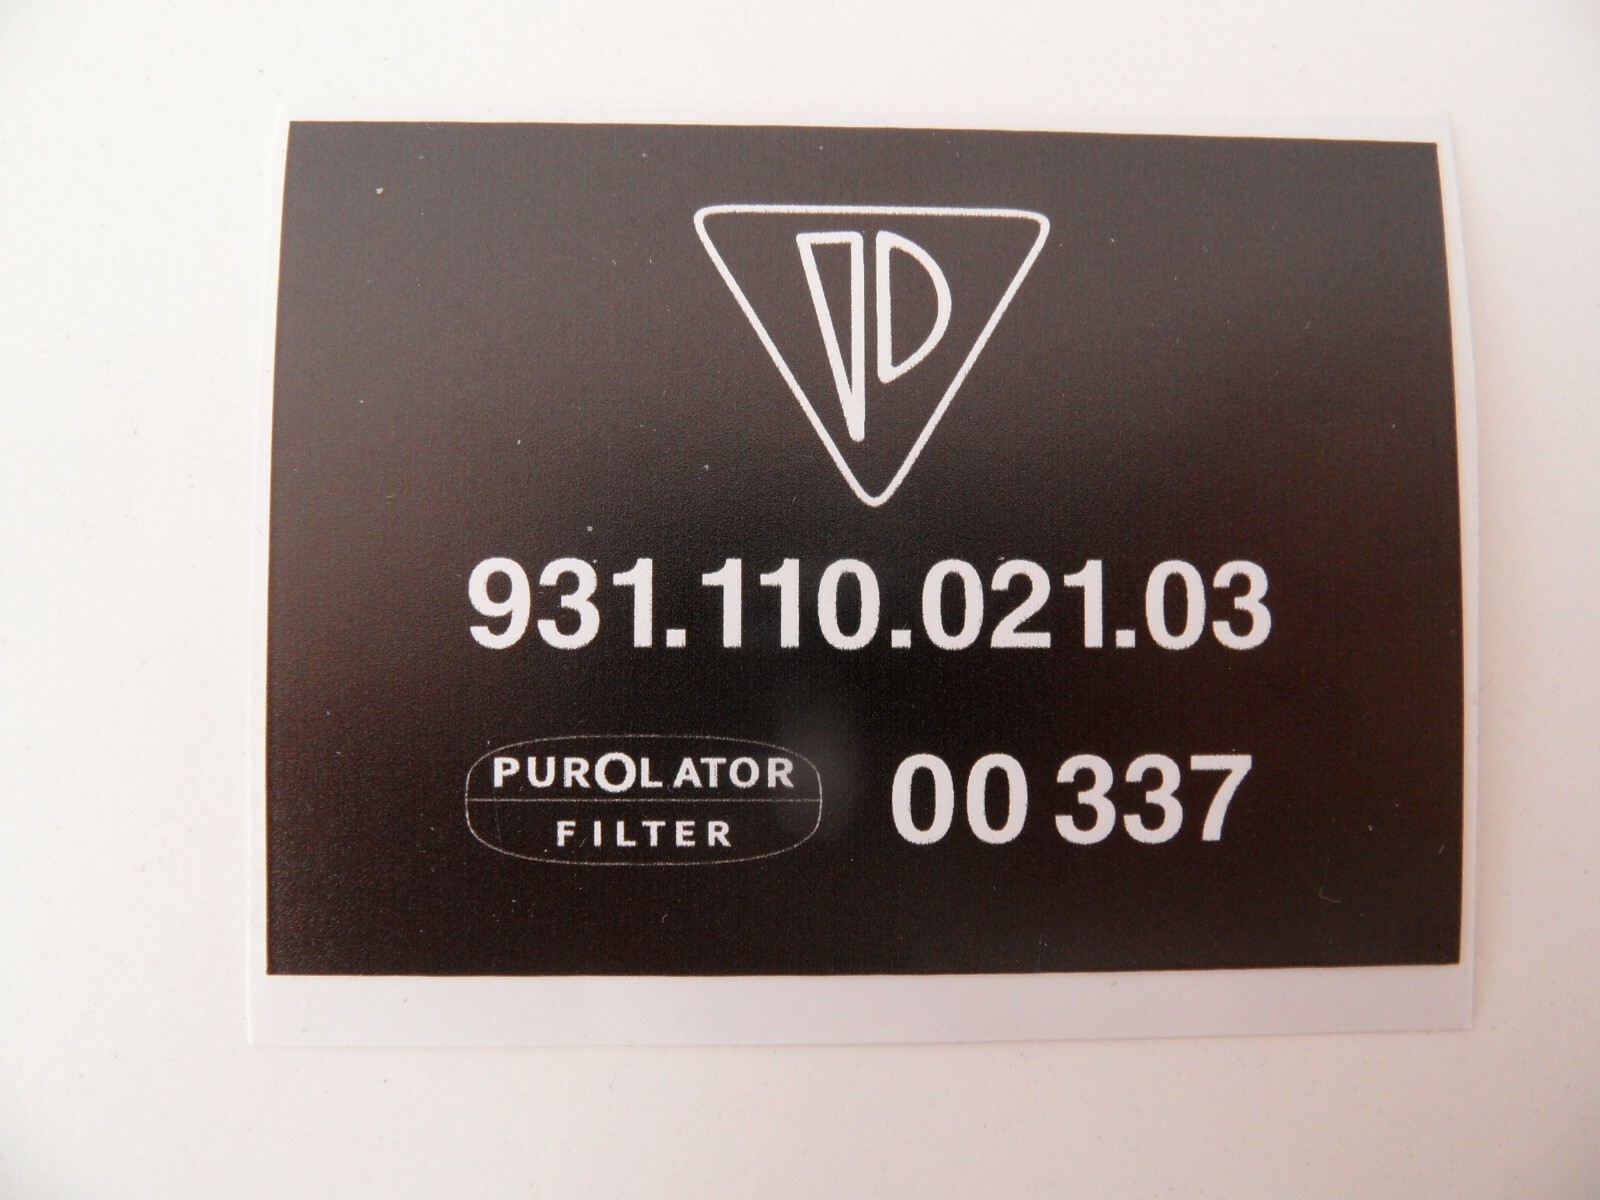 931.110.021.03
PUROLATOR
FILTER
00 337